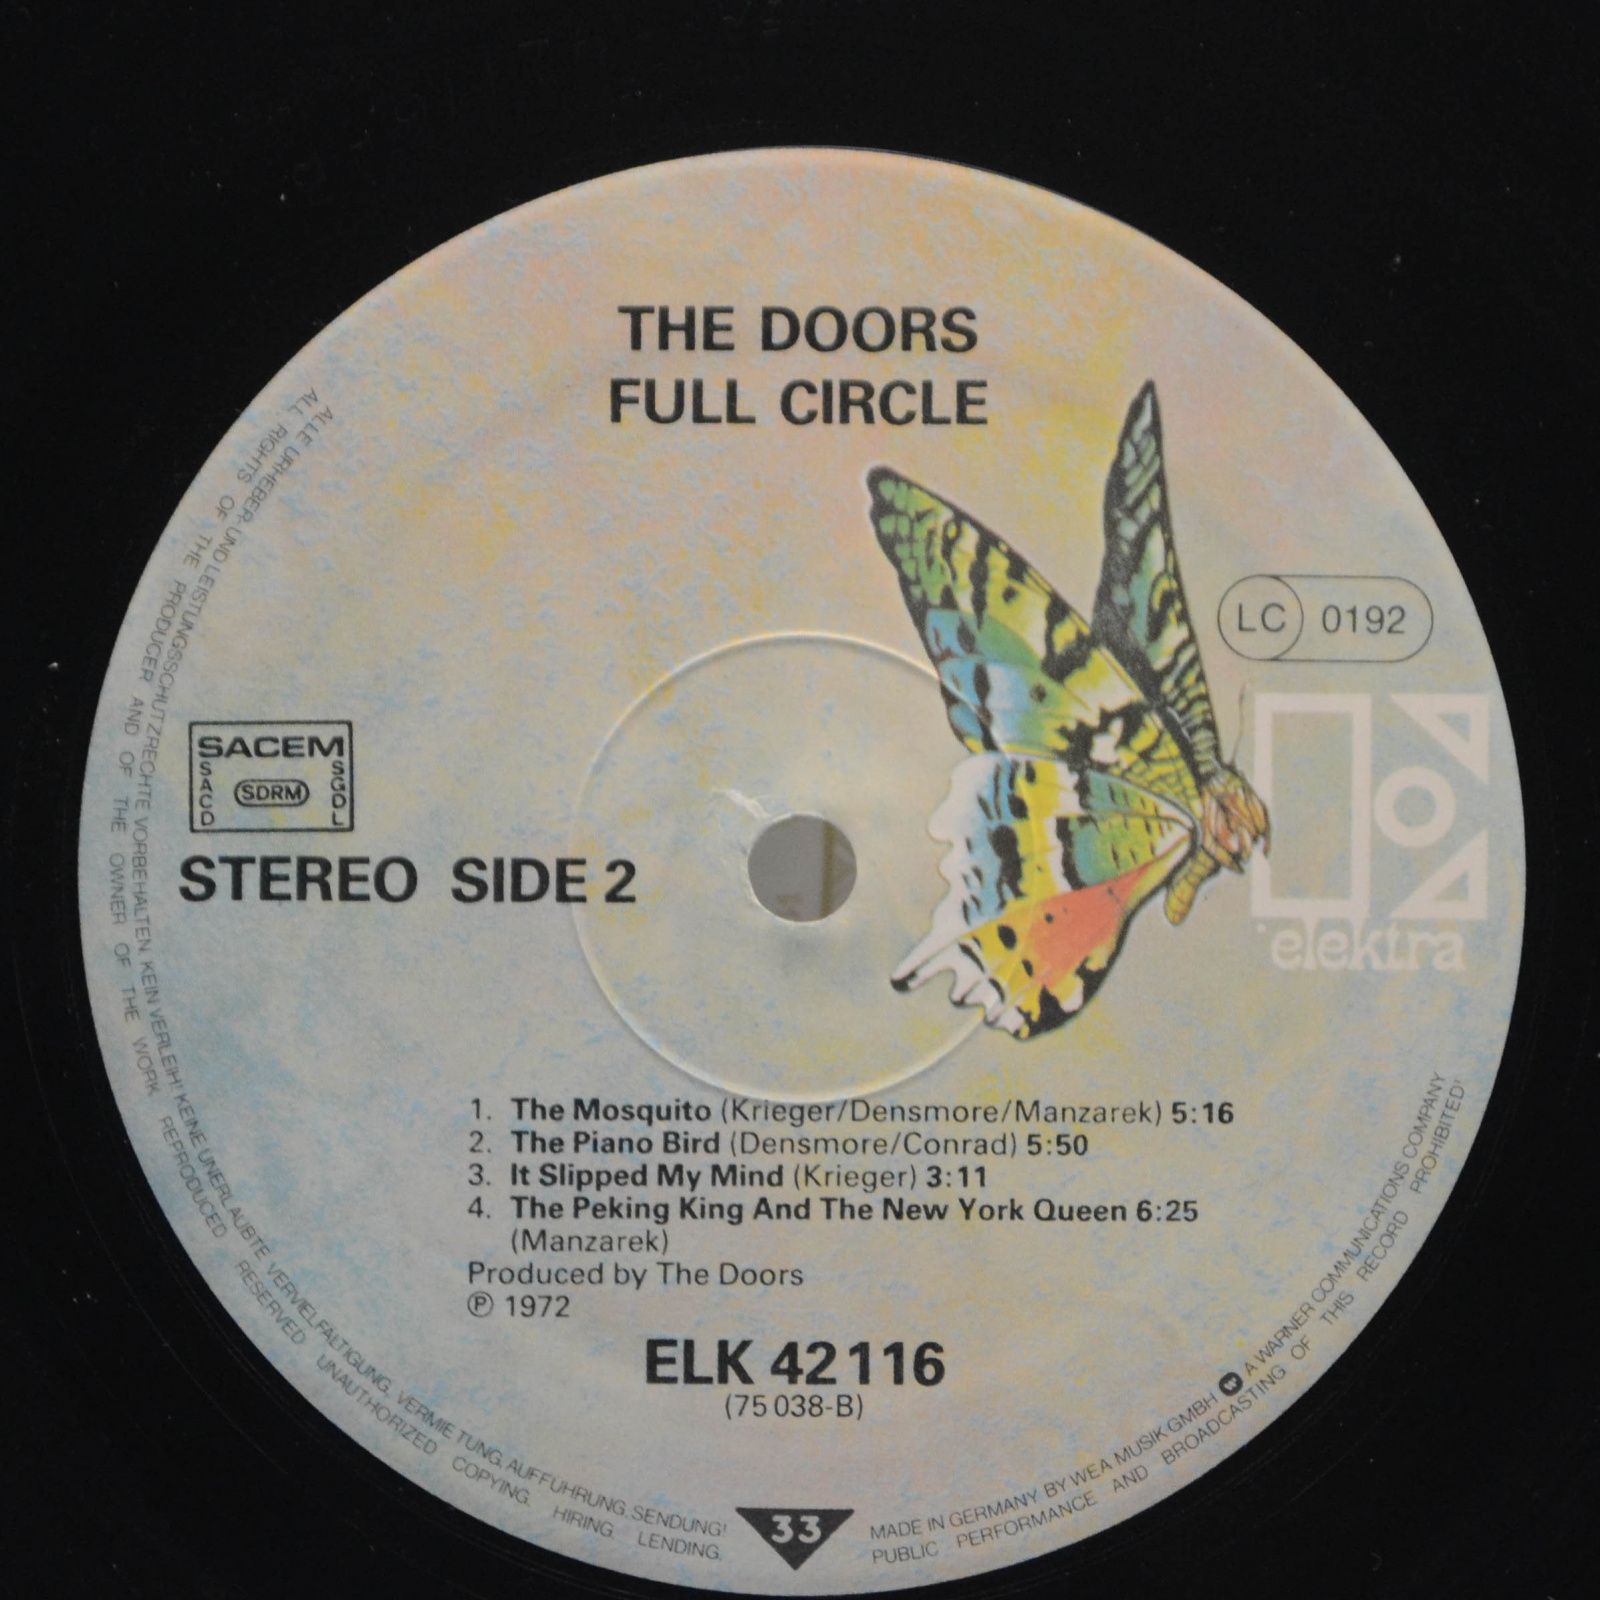 THE DOORS
FULL CIRCLE
LC 0192
SACEM
SACD
SDRM
SGDL
STEREO SIDE 2
elektra
1. The Mosquito (Krieger/Densmore/Manzarek) 5:16
2. The Piano Bird (Densmore/Conrad) 5:50
3. It Slipped My Mind (Krieger) 3:11
4. The Peking King And The New York Queen 6:25
(Manzarek)
Produced by The Doors
℗ 1972
ELK 42116
(75 038-B)
33
ALLE URHEBER-UND LEISTUNGSSCHUTZRECHTE VORBEHALTEN. KEIN VERLEIH! KEINE UNERLAUBTE VERVIELFÄLTIGUNG, VERMIETUNG, AUFFÜHRUNG, SENDUNG!
ALL RIGHTS OF THE PRODUCER AND OF THE OWNER OF THE WORK REPRODUCED RESERVED UNAUTHORIZED COPYING, HIRING, LENDING,
MADE IN GERMANY BY WEA MUSIK GMBH W A WARNER COMMUNICATIONS COMPANY
PUBLIC PERFORMANCE AND BROADCASTING OF THIS RECORD PROHIBITED!